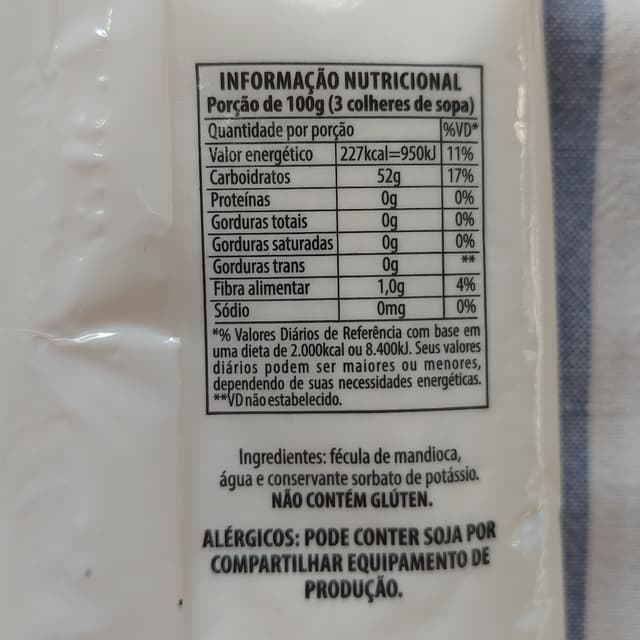 INFORMAÇÃO NUTRICIONAL
Porção de 100g (3 colheres de sopa)
Quantidade por porção %VD*
Valor energético 227kcal=950kJ 11%
Carboidratos 52g 17%
Proteínas 0g 0%
Gorduras totais 0g 0%
Gorduras saturadas 0g 0%
Gorduras trans 0g **
Fibra alimentar 1,0g 4%
Sódio 0mg 0%
*% Valores Diários de Referência com base em
uma dieta de 2.000kcal ou 8.400kJ. Seus valores
diários podem ser maiores ou menores,
dependendo de suas necessidades energéticas.
**VD não estabelecido.
Ingredientes: fécula de mandioca,
água e conservante sorbato de potássio.
NÃO CONTÉM GLÚTEN.
ALÉRGICOS: PODE CONTER SOJA POR
COMPARTILHAR EQUIPAMENTO DE
PRODUÇÃO.